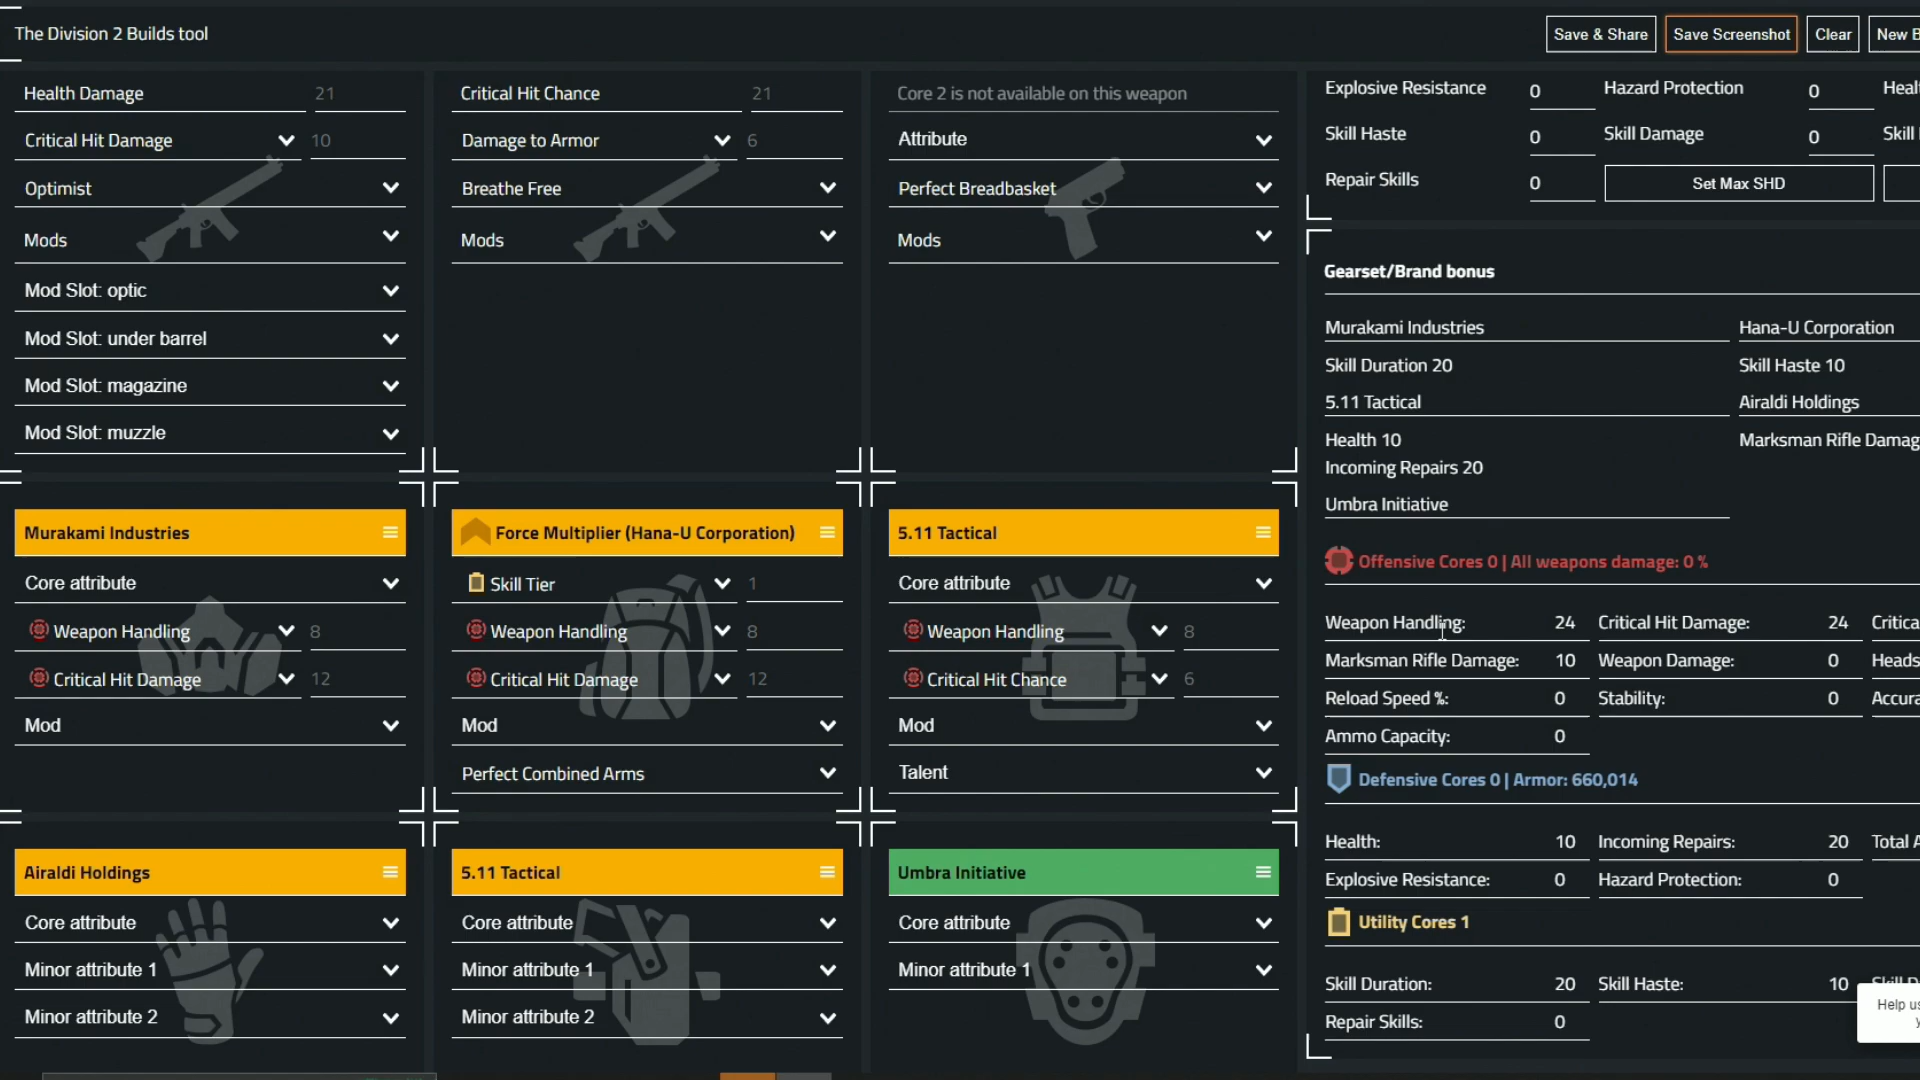 The Division 2 Builds tool
Save & Share
Save Screenshot
Clear
New B
Health Damage 21
Critical Hit Damage 10
Optimist
Mods
Mod Slot: optic
Mod Slot: under barrel
Mod Slot: magazine
Mod Slot: muzzle
Critical Hit Chance 21
Damage to Armor 6
Breathe Free
Mods
Core 2 is not available on this weapon
Attribute
Perfect Breadbasket
Mods
Explosive Resistance 0 Hazard Protection 0 Heal
Skill Haste 0 Skill Damage 0 Skill
Repair Skills 0 Set Max SHD
Gearset/Brand bonus
Murakami Industries
Skill Duration 20
Hana-U Corporation
Skill Haste 10
5.11 Tactical
Health 10
Incoming Repairs 20
Airaldi Holdings
Marksman Rifle Damag
Umbra Initiative
Murakami Industries
Core attribute
Weapon Handling 8
Critical Hit Damage 12
Mod
Force Multiplier (Hana-U Corporation)
Skill Tier 1
Weapon Handling 8
Critical Hit Damage 12
Mod
Perfect Combined Arms
5.11 Tactical
Core attribute
Weapon Handling 8
Critical Hit Chance 6
Mod
Talent
Airaldi Holdings
Core attribute
Minor attribute 1
Minor attribute 2
5.11 Tactical
Core attribute
Minor attribute 1
Minor attribute 2
Umbra Initiative
Core attribute
Minor attribute 1
Offensive Cores 0 | All weapons damage: 0 %
Weapon Handling: 24 Critical Hit Damage: 24 Critica
Marksman Rifle Damage: 10 Weapon Damage: 0 Heads
Reload Speed %: 0 Stability: 0 Accura
Ammo Capacity: 0
Defensive Cores 0 | Armor: 660,014
Health: 10 Incoming Repairs: 20 Total A
Explosive Resistance: 0 Hazard Protection: 0
Utility Cores 1
Skill Duration: 20 Skill Haste: 10
Repair Skills: 0
Help us